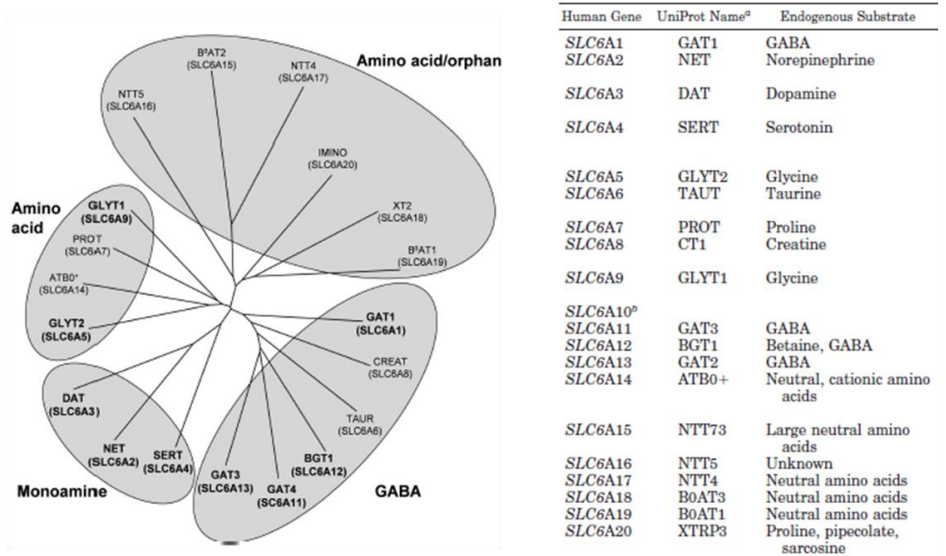 B⁰AT2
(SLC6A15)
Amino acid/orphan
NTT4
(SLC6A17)
NTT5
(SLC6A16)
IMINO
(SLC6A20)
XT2
(SLC6A18)
B⁰AT1
(SLC6A19)
Amino
acid
GLYT1
(SLC6A9)
PROT
(SLC6A7)
ATB0⁺
(SLC6A14)
GLYT2
(SLC6A5)
DAT
(SLC6A3)
NET
(SLC6A2)
SERT
(SLC6A4)
Monoamine
GAT1
(SLC6A1)
CREAT
(SLC6A8)
TAUR
(SLC6A6)
BGT1
(SLC6A12)
GAT3
(SLC6A13)
GAT4
(SC6A11)
GABA
Human Gene UniProt Nameᵃ Endogenous Substrate
SLC6A1 GAT1 GABA
SLC6A2 NET Norepinephrine
SLC6A3 DAT Dopamine
SLC6A4 SERT Serotonin
SLC6A5 GLYT2 Glycine
SLC6A6 TAUT Taurine
SLC6A7 PROT Proline
SLC6A8 CT1 Creatine
SLC6A9 GLYT1 Glycine
SLC6A10ᵇ
SLC6A11 GAT3 GABA
SLC6A12 BGT1 Betaine, GABA
SLC6A13 GAT2 GABA
SLC6A14 ATB0+ Neutral, cationic amino
acids
SLC6A15 NTT73 Large neutral amino
acids
SLC6A16 NTT5 Unknown
SLC6A17 NTT4 Neutral amino acids
SLC6A18 B0AT3 Neutral amino acids
SLC6A19 B0AT1 Neutral amino acids
SLC6A20 XTRP3 Proline, pipecolate,
sarcosine